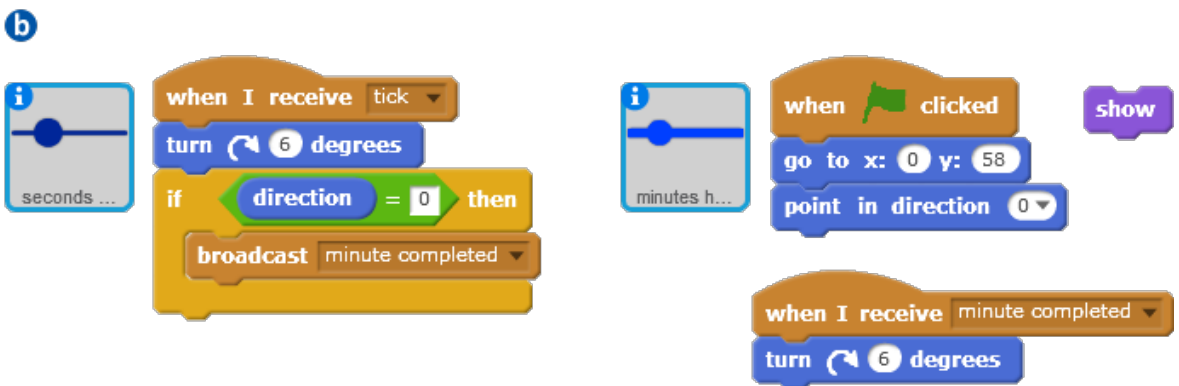 b
i
seconds ...
when I receive tick
turn 6 degrees
if direction = 0 then
broadcast minute completed
i
minutes h...
when clicked
go to x: 0 y: 58
point in direction 0
show
when I receive minute completed
turn 6 degrees